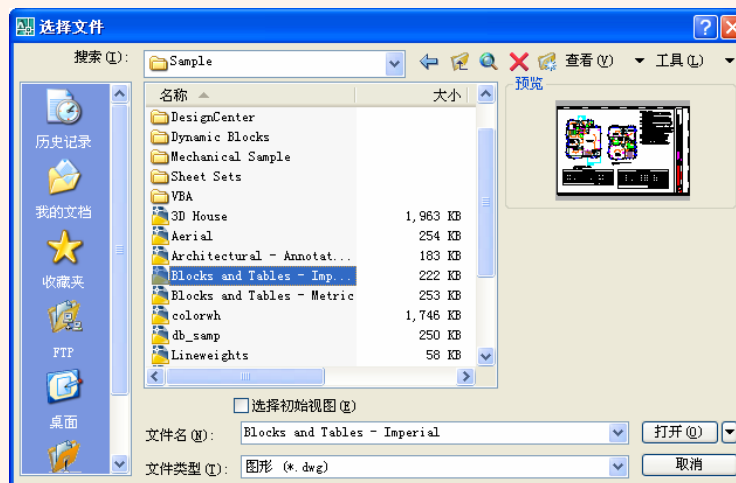 选择文件
搜索(I): Sample 查看(V) 工具(L)
历史记录
我的文档
收藏夹
FTP
桌面
名称 大小
DesignCenter
Dynamic Blocks
Mechanical Sample
Sheet Sets
VBA
3D House 1,963 KB
Aerial 254 KB
Architectural - Annotat... 183 KB
Blocks and Tables - Imp... 222 KB
Blocks and Tables - Metric 253 KB
colorwh 1,746 KB
db_samp 250 KB
Lineweights 58 KB
预览
选择初始视图(E)
文件名(N): Blocks and Tables - Imperial 打开(O)
文件类型(T): 图形 (*.dwg) 取消